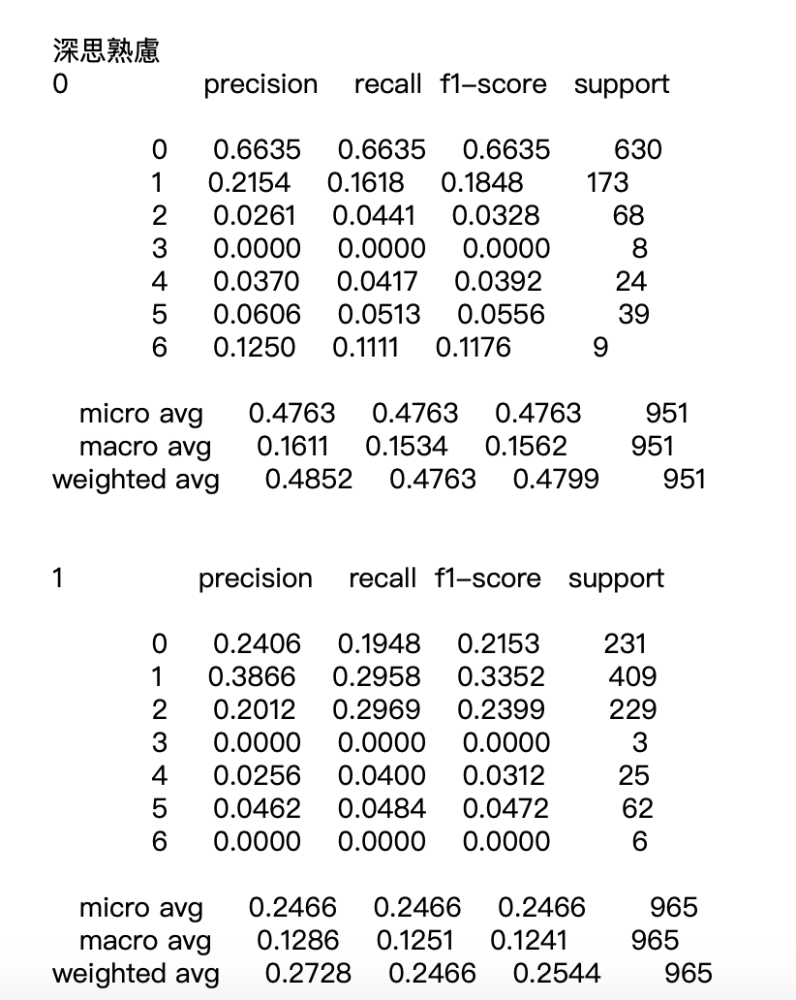 深思熟慮
0 precision recall f1-score support
0 0.6635 0.6635 0.6635 630
1 0.2154 0.1618 0.1848 173
2 0.0261 0.0441 0.0328 68
3 0.0000 0.0000 0.0000 8
4 0.0370 0.0417 0.0392 24
5 0.0606 0.0513 0.0556 39
6 0.1250 0.1111 0.1176 9
micro avg 0.4763 0.4763 0.4763 951
macro avg 0.1611 0.1534 0.1562 951
weighted avg 0.4852 0.4763 0.4799 951
1 precision recall f1-score support
0 0.2406 0.1948 0.2153 231
1 0.3866 0.2958 0.3352 409
2 0.2012 0.2969 0.2399 229
3 0.0000 0.0000 0.0000 3
4 0.0256 0.0400 0.0312 25
5 0.0462 0.0484 0.0472 62
6 0.0000 0.0000 0.0000 6
micro avg 0.2466 0.2466 0.2466 965
macro avg 0.1286 0.1251 0.1241 965
weighted avg 0.2728 0.2466 0.2544 965